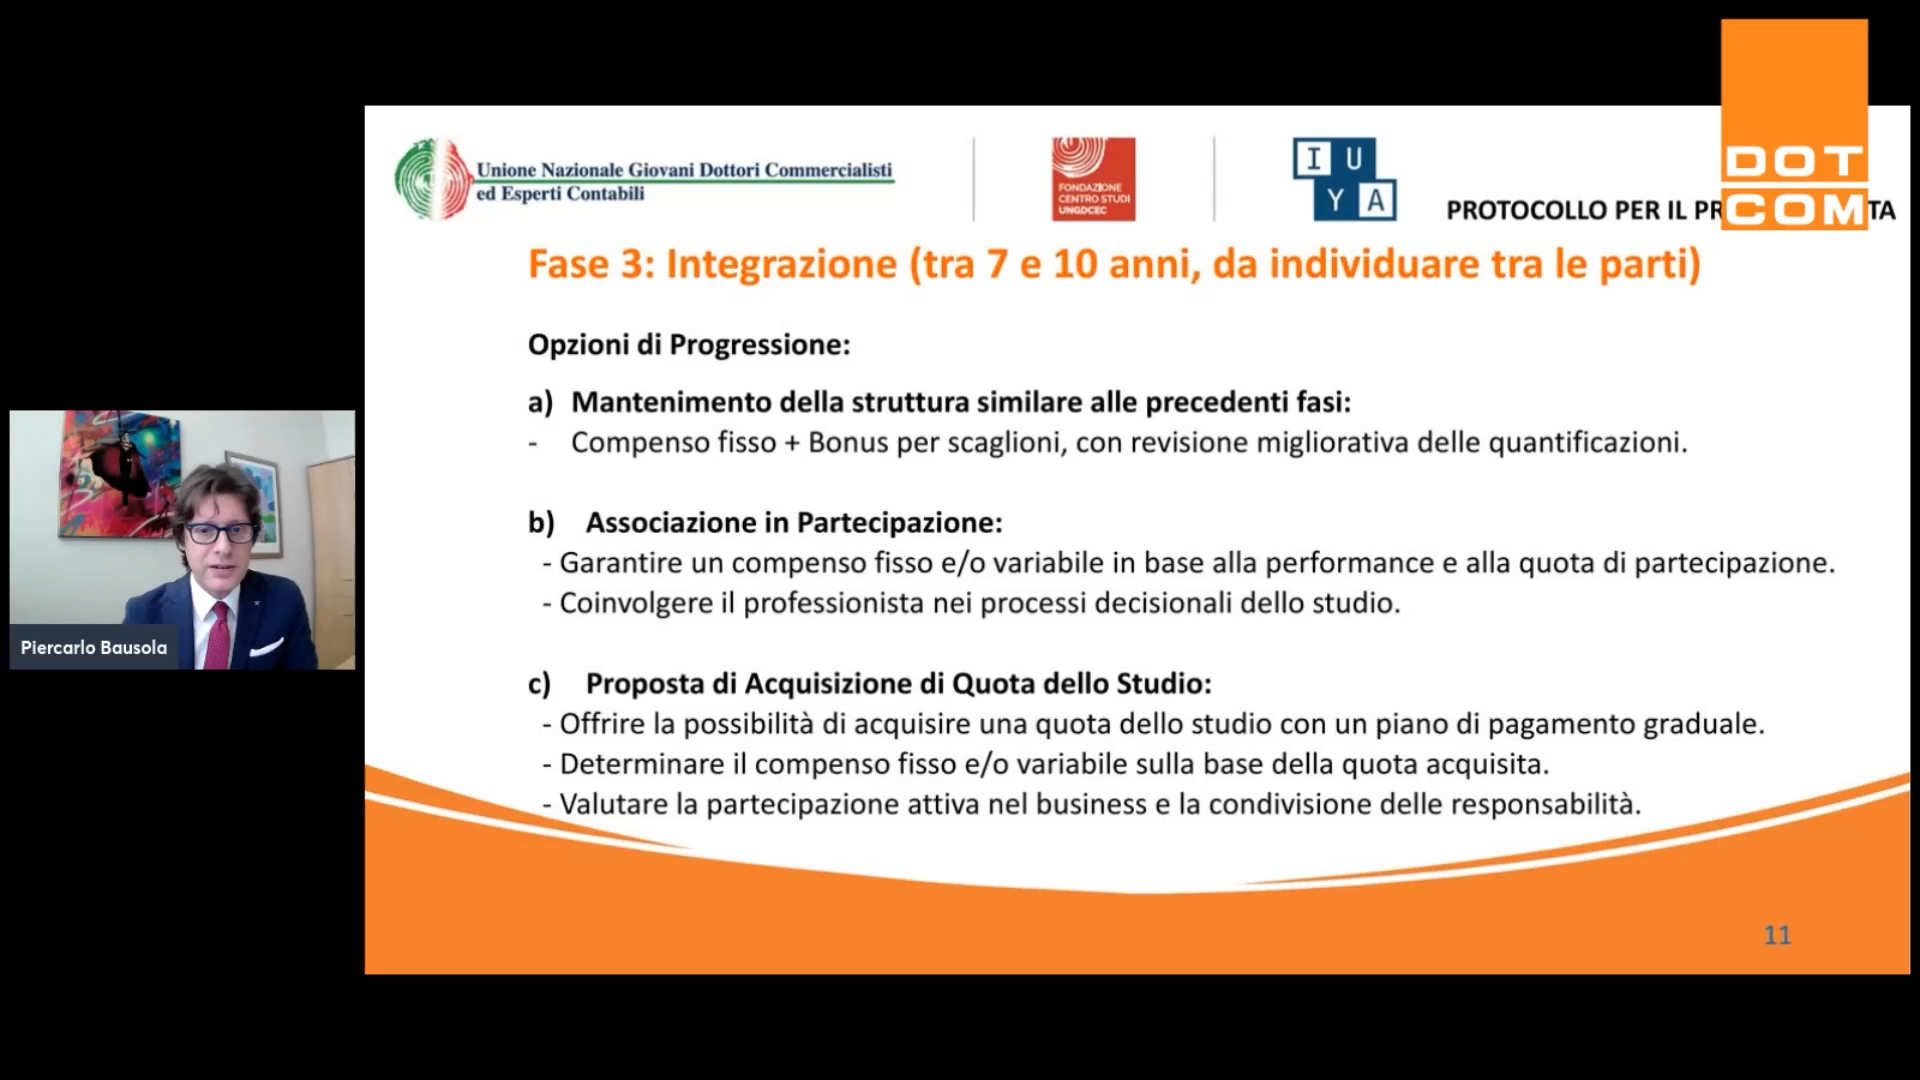 DOT
COM
Unione Nazionale Giovani Dottori Commercialisti
ed Esperti Contabili
FONDAZIONE
CENTRO STUDI
UNGDCEC
I U
Y A
PROTOCOLLO PER IL
Fase 3: Integrazione (tra 7 e 10 anni, da individuare tra le parti)
Opzioni di Progressione:
a) Mantenimento della struttura similare alle precedenti fasi:
- Compenso fisso + Bonus per scaglioni, con revisione migliorativa delle quantificazioni.
b) Associazione in Partecipazione:
- Garantire un compenso fisso e/o variabile in base alla performance e alla quota di partecipazione.
- Coinvolgere il professionista nei processi decisionali dello studio.
c) Proposta di Acquisizione di Quota dello Studio:
- Offrire la possibilità di acquisire una quota dello studio con un piano di pagamento graduale.
- Determinare il compenso fisso e/o variabile sulla base della quota acquisita.
- Valutare la partecipazione attiva nel business e la condivisione delle responsabilità.
11
Piercarlo Bausola